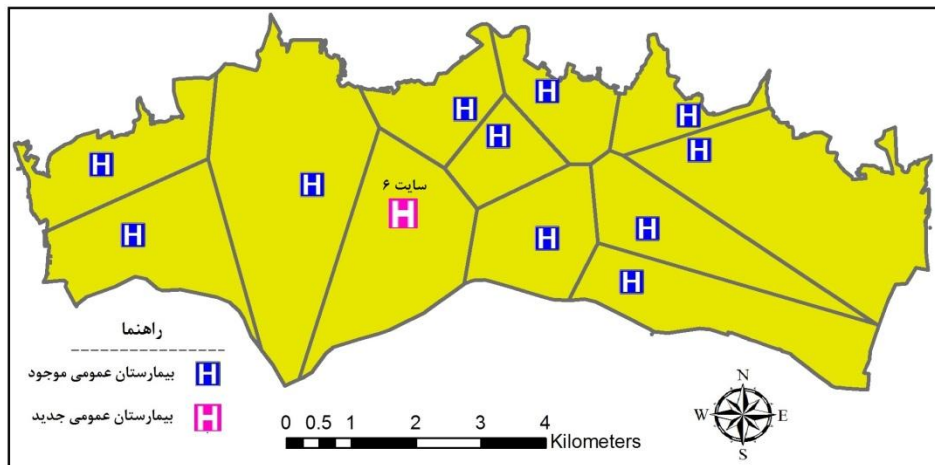 H
H
H
H
H
H
H
H
سایت ۶
H
H
H
H
H
راهنما
H بیمارستان عمومی موجود
H بیمارستان عمومی جدید
0 0.5 1 2 3 4
Kilometers
N
W E
S